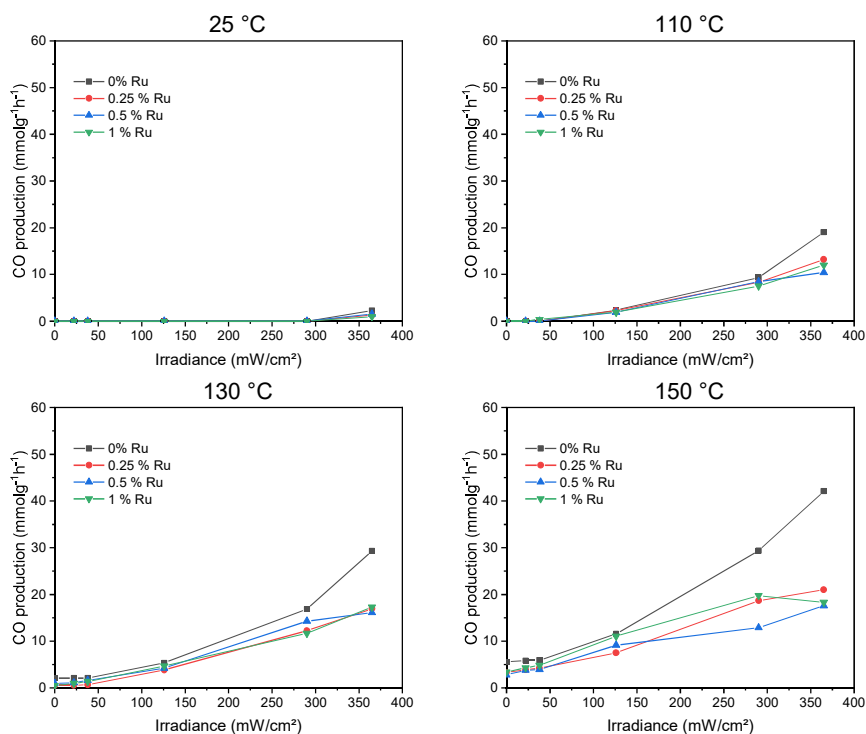 25 °C
60
50
40
30
20
10
0
CO production (mmolg⁻¹h⁻¹)
0% Ru
0.25 % Ru
0.5 % Ru
1 % Ru
0 50 100 150 200 250 300 350 400
Irradiance (mW/cm²)
110 °C
60
50
40
30
20
10
0
CO production (mmolg⁻¹h⁻¹)
0% Ru
0.25 % Ru
0.5 % Ru
1 % Ru
0 50 100 150 200 250 300 350 400
Irradiance (mW/cm²)
130 °C
60
50
40
30
20
10
0
CO production (mmolg⁻¹h⁻¹)
0% Ru
0.25 % Ru
0.5 % Ru
1 % Ru
0 50 100 150 200 250 300 350 400
Irradiance (mW/cm²)
150 °C
60
50
40
30
20
10
0
CO production (mmolg⁻¹h⁻¹)
0% Ru
0.25 % Ru
0.5 % Ru
1 % Ru
0 50 100 150 200 250 300 350 400
Irradiance (mW/cm²)